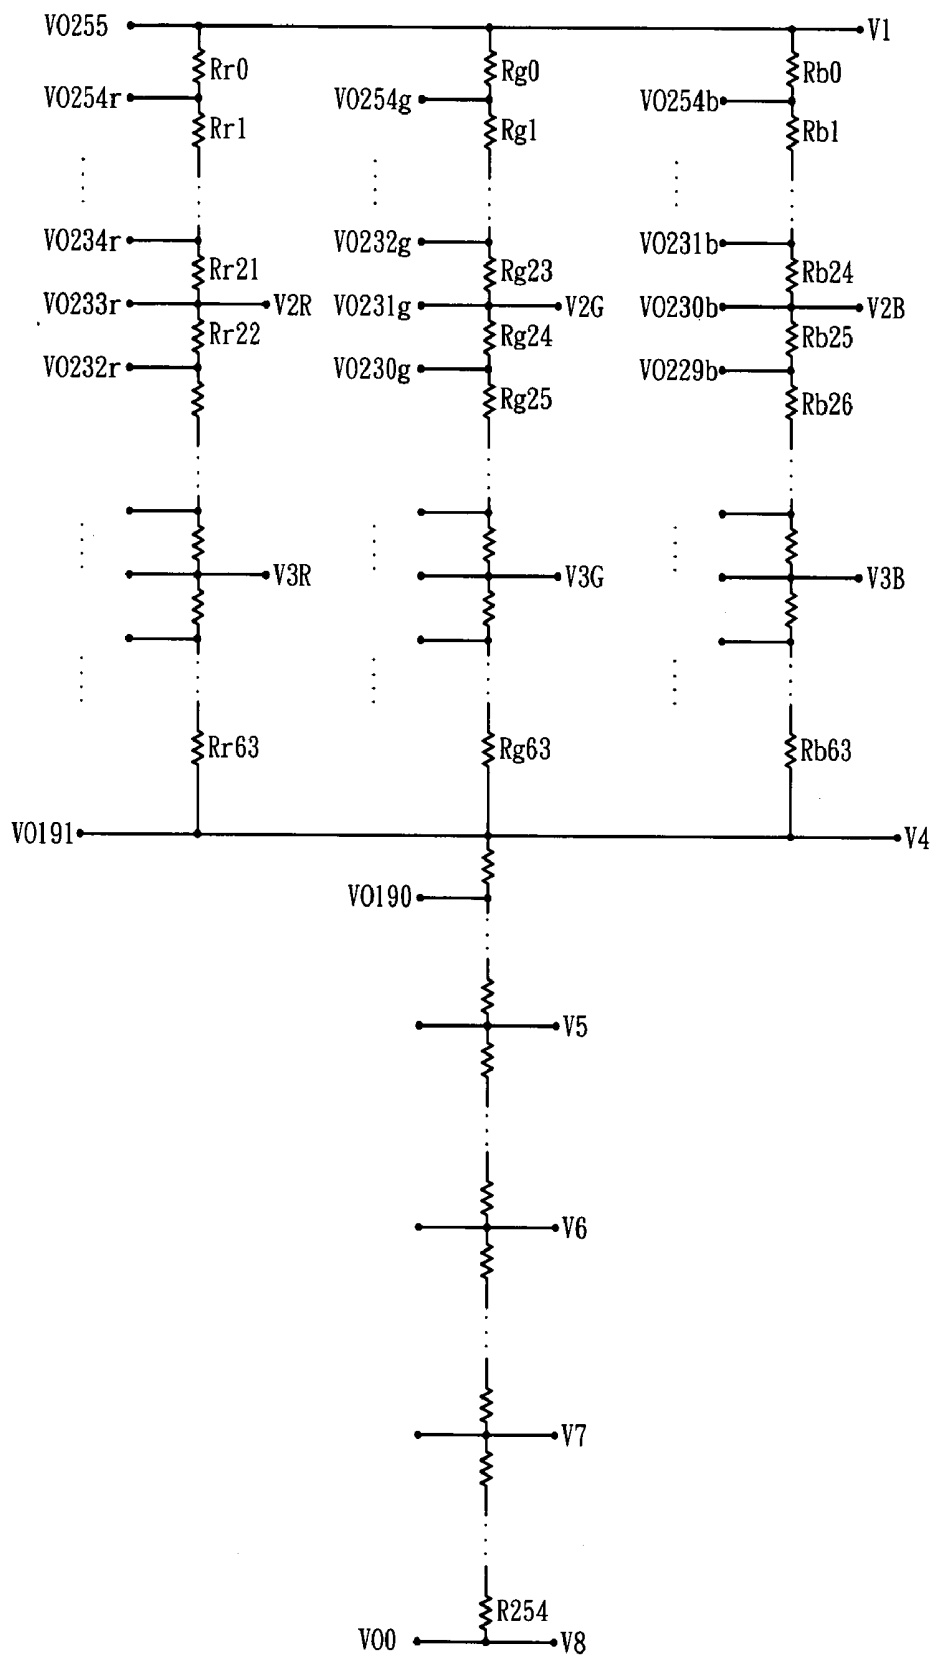 VO255 V1
Rr0 Rg0 Rb0
VO254r VO254g VO254b
Rr1 Rg1 Rb1
VO234r VO232g VO231b
Rr21 Rg23 Rb24
VO233r V2R VO231g V2G VO230b V2B
Rr22 Rg24 Rb25
VO232r VO230g VO229b
Rg25 Rb26
V3R V3G V3B
Rr63 Rg63 Rb63
VO191 V4
VO190
V5
V6
V7
R254
VO0 V8